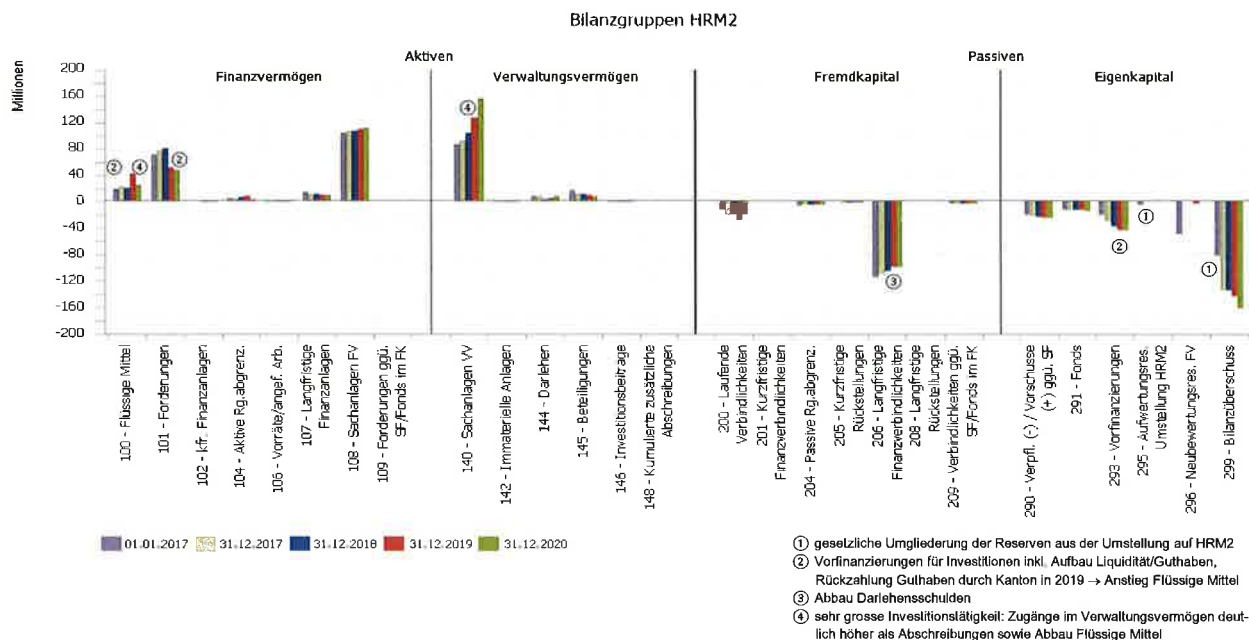 Bilanzgruppen HRM2
Aktiven
Passiven
Millionen
Finanzvermögen
Verwaltungsvermögen
Fremdkapital
Eigenkapital
200
160
120
80
40
0
-40
-80
-120
-160
-200
② ④ ② ④ ③ ② ① ①
100 - Flüssige Mittel
101 - Forderungen
102 - kfr. Finanzanlagen
104 - Aktive Rg.abgrenz.
106 - Vorräte/angef. Arb.
107 - Langfristige
Finanzanlagen
108 - Sachanlagen FV
109 - Forderungen ggü.
SF/Fonds im FK
140 - Sachanlagen VV
142 - Immaterielle Anlagen
144 - Darlehen
145 - Beteiligungen
146 - Investitionsbeiträge
148 - Kumulierte zusätzliche
Abschreibungen
200 - Laufende
Verbindlichkeiten
201 - Kurzfristige
Finanzverbindlichkeiten
204 - Passive Rg.abgrenz.
205 - Kurzfristige
Rückstellungen
206 - Langfristige
Finanzverbindlichkeiten
208 - Langfristige
Rückstellungen
209 - Verbindlichkeiten ggü.
SF/Fonds im FK
290 - Verpfl. (-) / Vorschüsse
(+) ggü. SF
291 - Fonds
293 - Vorfinanzierungen
295 - Aufwertungsres.
Umstellung HRM2
296 - Neubewertungsres. FV
299 - Bilanzüberschuss
01.01.2017
31.12.2017
31.12.2018
31.12.2019
31.12.2020
① gesetzliche Umgliederung der Reserven aus der Umstellung auf HRM2
② Vorfinanzierungen für Investitionen inkl. Aufbau Liquidität/Guthaben,
Rückzahlung Guthaben durch Kanton in 2019 → Anstieg Flüssige Mittel
③ Abbau Darlehensschulden
④ sehr grosse Investitionstätigkeit: Zugänge im Verwaltungsvermögen deut-
lich höher als Abschreibungen sowie Abbau Flüssige Mittel